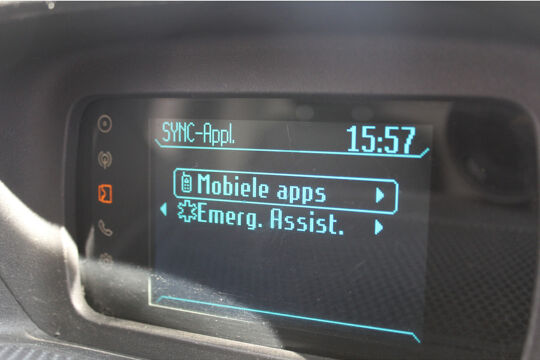 SYNC-Appl.
15:57
Mobiele apps
Emerg. Assist.